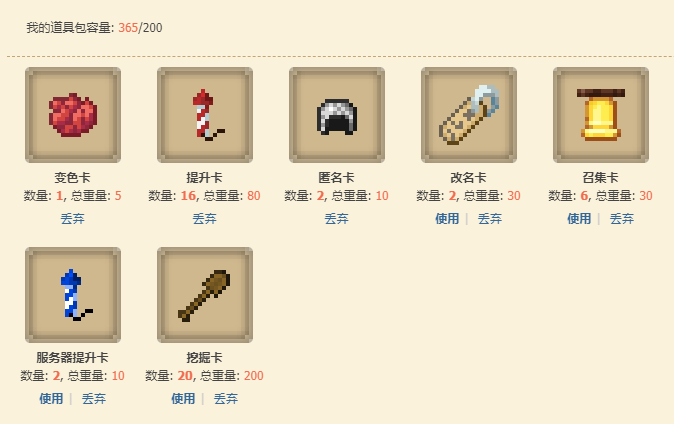 我的道具包容量: 365/200
变色卡 提升卡 匿名卡 改名卡 召集卡
数量: 1, 总重量: 5 数量: 16, 总重量: 80 数量: 2, 总重量: 10 数量: 2, 总重量: 30 数量: 6, 总重量: 30
丢弃 丢弃 丢弃 使用 | 丢弃 使用 | 丢弃
服务器提升卡 挖掘卡
数量: 2, 总重量: 10 数量: 20, 总重量: 200
使用 | 丢弃 使用 | 丢弃